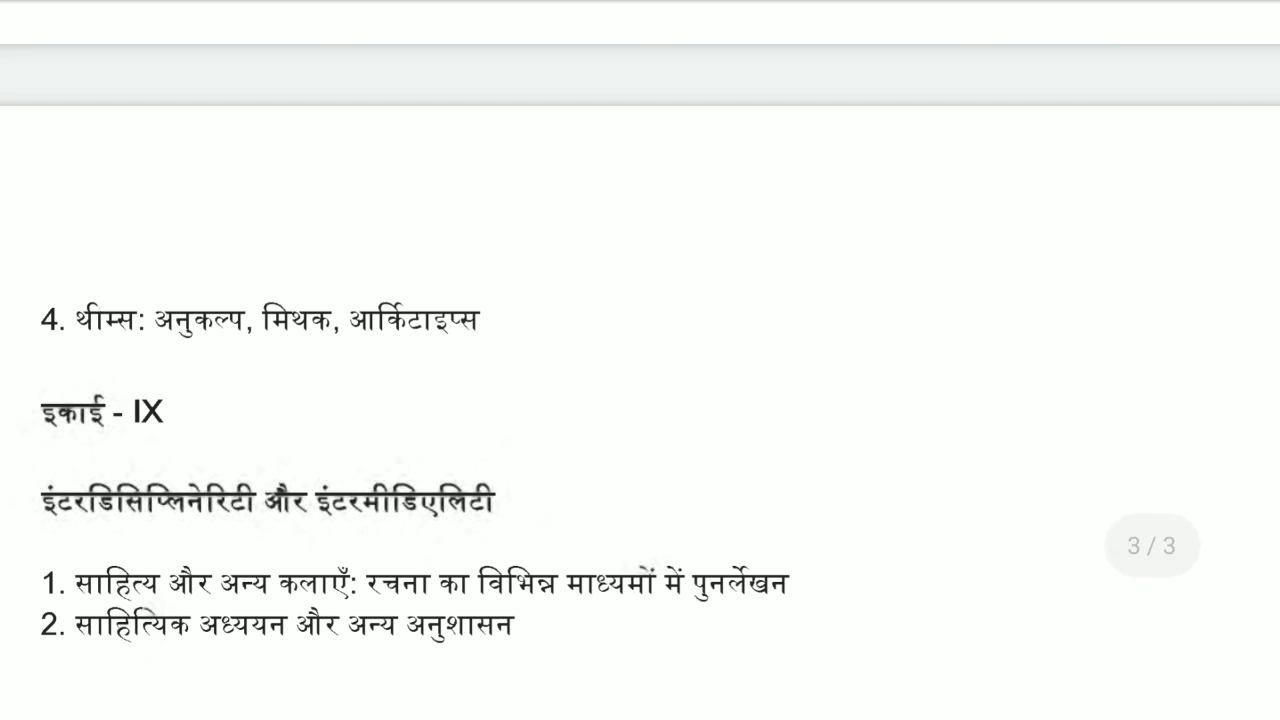 4. थीम्स: अनुकल्प, मिथक, आर्किटाइप्स
इकाई - IX
इंटरडिसिप्लिनेरिटी और इंटरमीडिएलिटी
1. साहित्य और अन्य कलाएँ: रचना का विभिन्न माध्यमों में पुनर्लेखन
3 / 3
2. साहित्यिक अध्ययन और अन्य अनुशासन